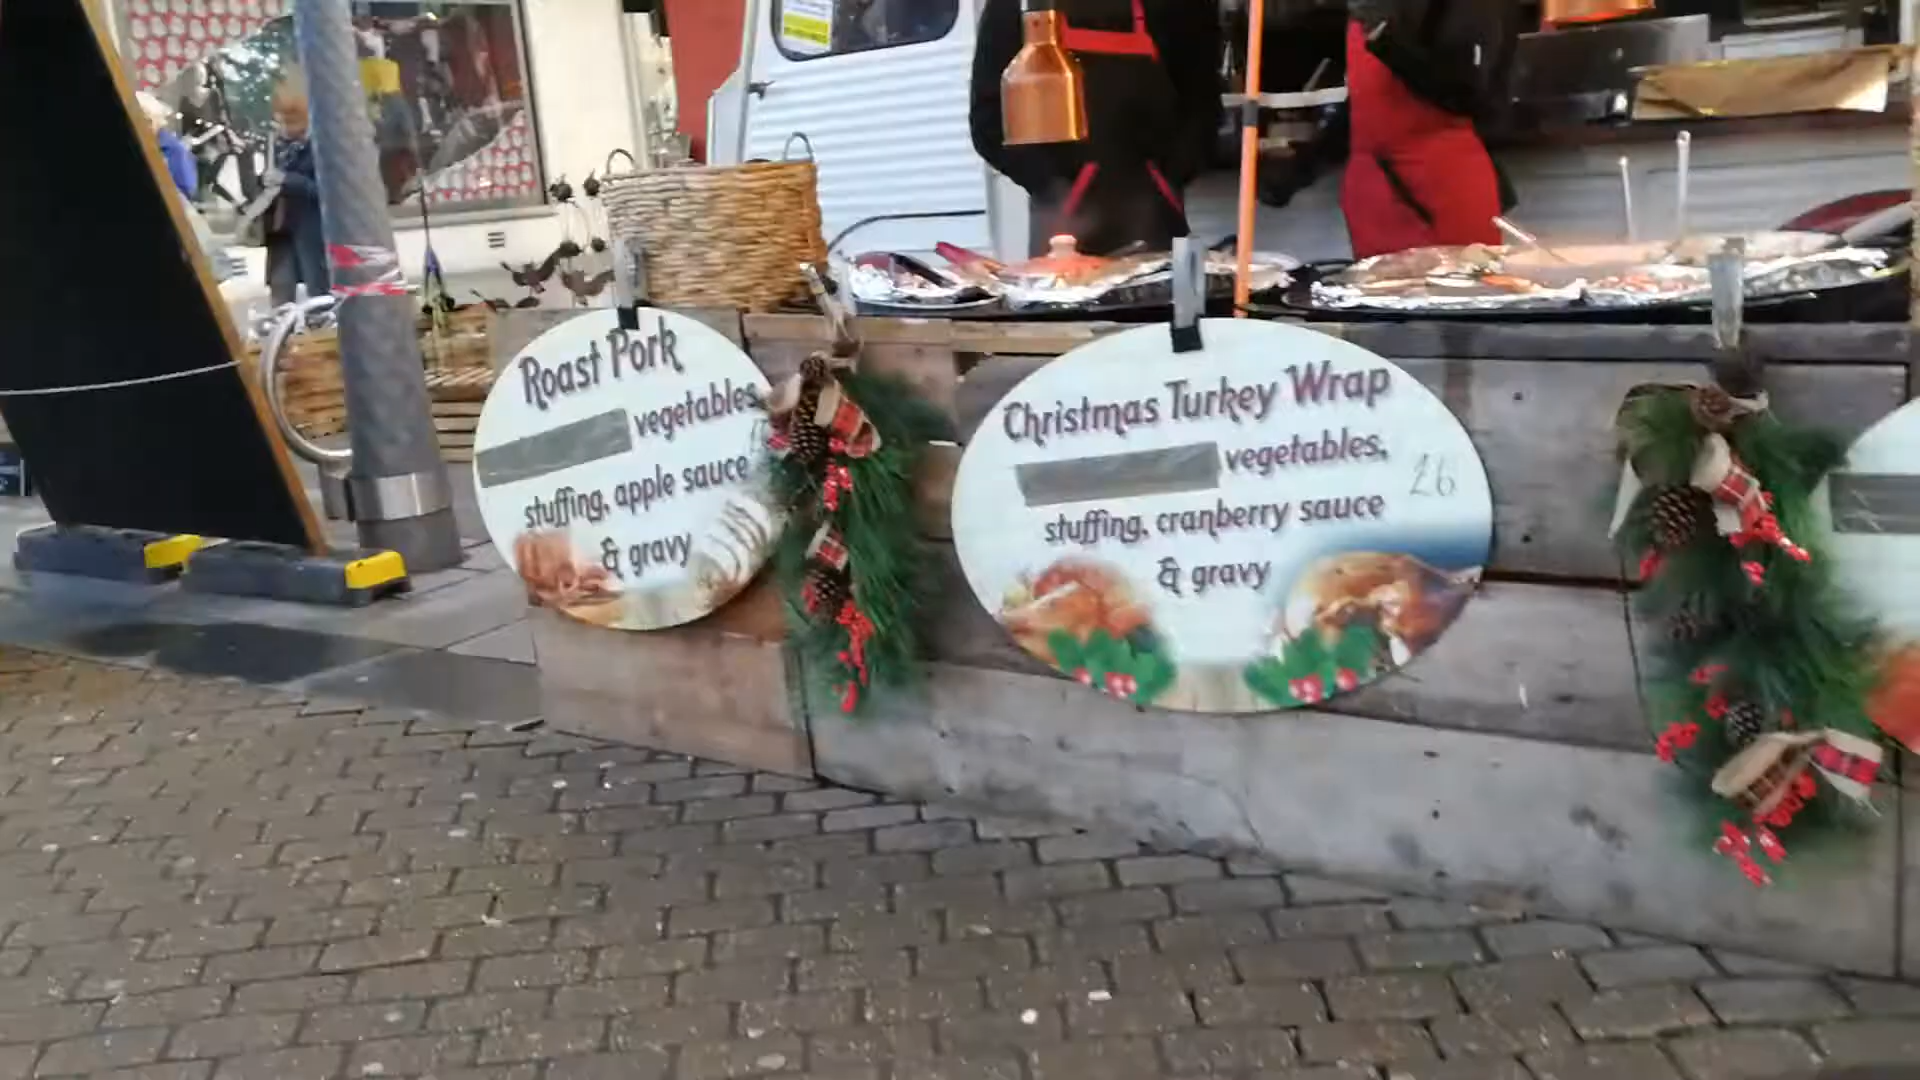 Roast Pork
vegetables,
stuffing, apple sauce
& gravy
Christmas Turkey Wrap
vegetables,
£6
stuffing, cranberry sauce
& gravy